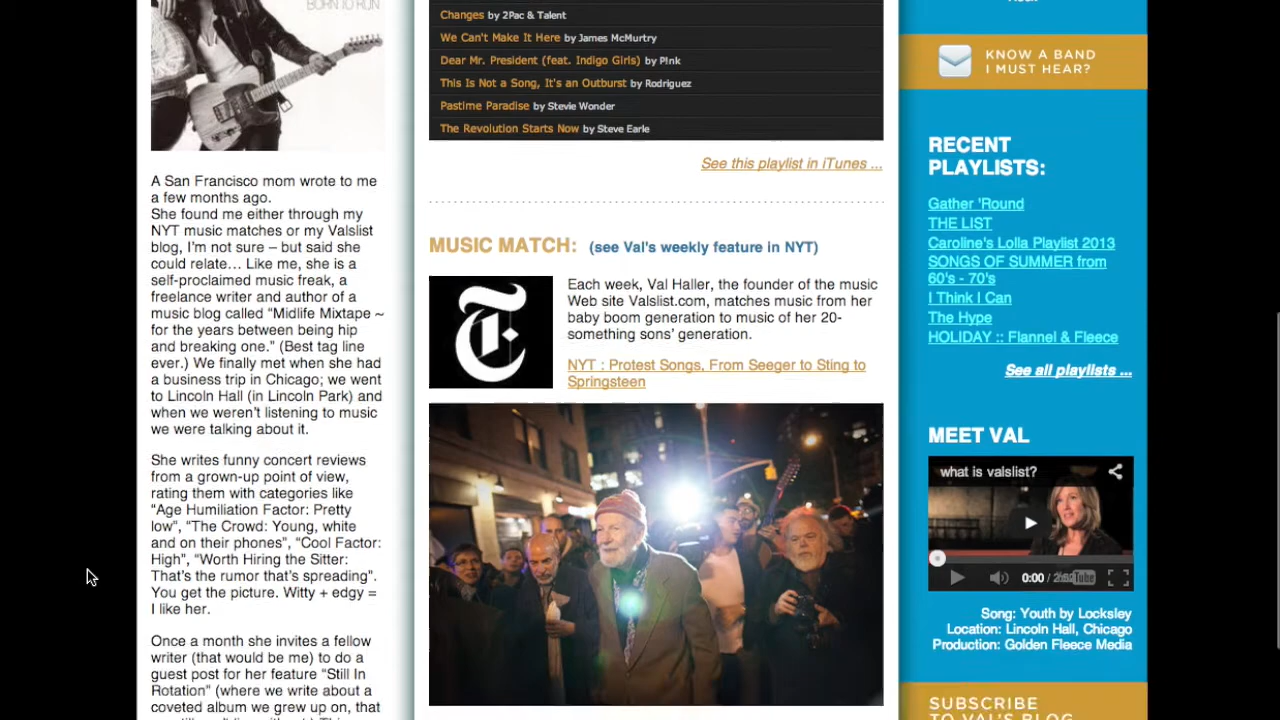 BORN TO RUN
A San Francisco mom wrote to me
a few months ago.
She found me either through my
NYT music matches or my Valslist
blog, I'm not sure – but said she
could relate… Like me, she is a
self-proclaimed music freak, a
freelance writer and author of a
music blog called “Midlife Mixtape ~
for the years between being hip
and breaking one.” (Best tag line
ever.) We finally met when she had
a business trip in Chicago; we went
to Lincoln Hall (in Lincoln Park) and
when we weren't listening to music
we were talking about it.
She writes funny concert reviews
from a grown-up point of view,
rating them with categories like
“Age Humiliation Factor: Pretty
low”, “The Crowd: Young, white
and on their phones”, “Cool Factor:
High”, “Worth Hiring the Sitter:
That's the rumor that's spreading”.
You get the picture. Witty + edgy =
I like her.
Once a month she invites a fellow
writer (that would be me) to do a
guest post for her feature “Still In
Rotation” (where we write about a
coveted album we grew up on, that
Changes by 2Pac & Talent
We Can't Make It Here by James McMurtry
Dear Mr. President (feat. Indigo Girls) by P!nk
This Is Not a Song, It's an Outburst by Rodriguez
Pastime Paradise by Stevie Wonder
The Revolution Starts Now by Steve Earle
See this playlist in iTunes ...
MUSIC MATCH: (see Val's weekly feature in NYT)
T
Each week, Val Haller, the founder of the music
Web site Valslist.com, matches music from her
baby boom generation to music of her 20-
something sons' generation.
NYT : Protest Songs, From Seeger to Sting to
Springsteen
KNOW A BAND
I MUST HEAR?
RECENT
PLAYLISTS:
Gather 'Round
THE LIST
Caroline's Lolla Playlist 2013
SONGS OF SUMMER from
60's - 70's
I Think I Can
The Hype
HOLIDAY :: Flannel & Fleece
See all playlists ...
MEET VAL
what is valslist?
0:00 /
Song: Youth by Locksley
Location: Lincoln Hall, Chicago
Production: Golden Fleece Media
SUBSCRIBE
TO VAL'S BLOG